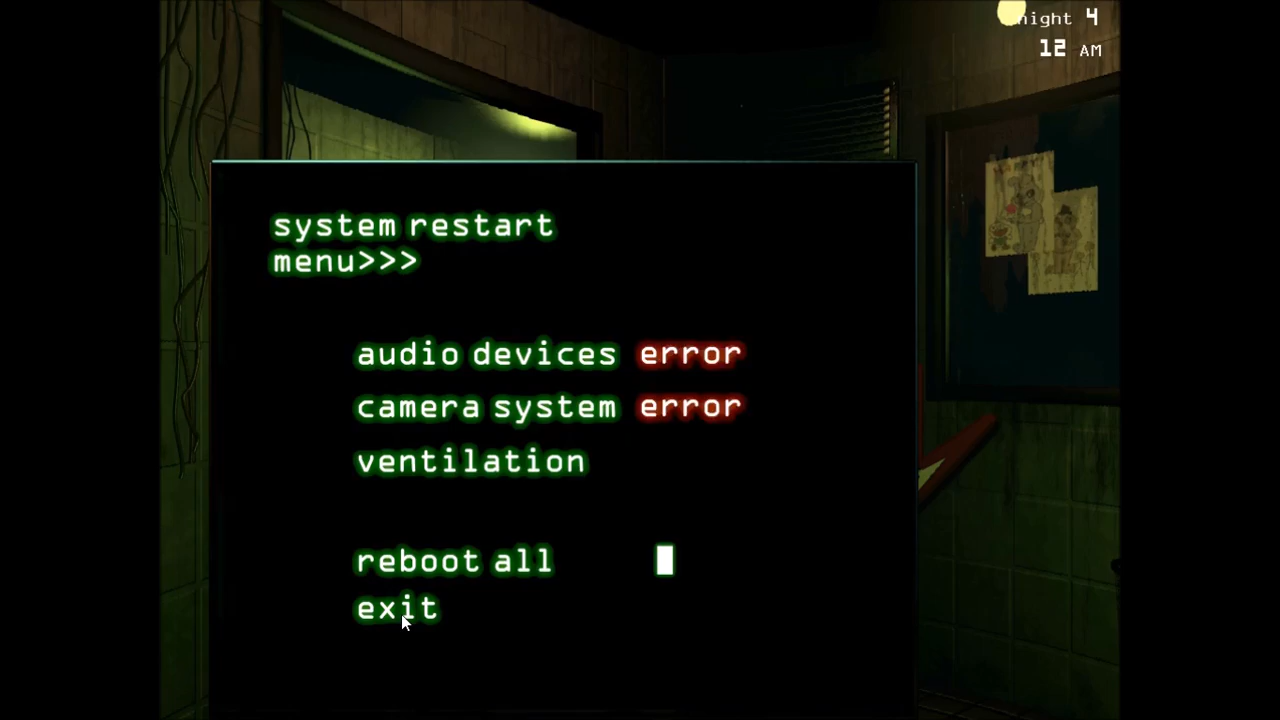 night 4
12 AM
system restart
menu>>>
audio devices error
camera system error
ventilation
reboot all
exit